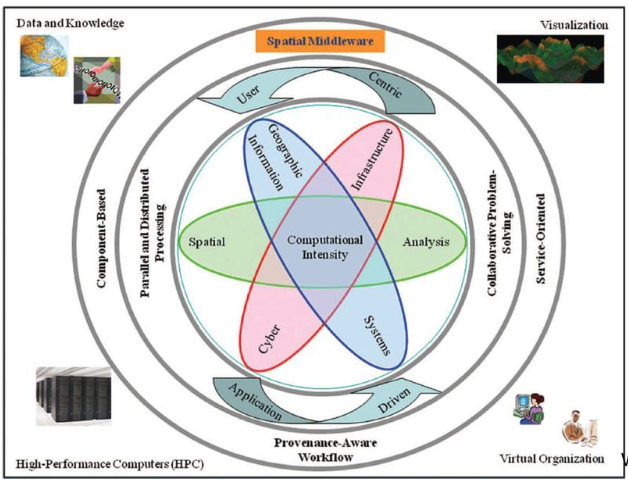 Data and Knowledge
Visualization
Spatial Middleware
User
Centric
Geographic
Information
Infrastructure
Component-Based
Parallel and Distributed
Processing
Spatial
Computational
Intensity
Analysis
Collaborative Problem-
Solving
Service-Oriented
Cyber
Systems
Application
Driven
Provenance-Aware
Workflow
High-Performance Computers (HPC)
Virtual Organization